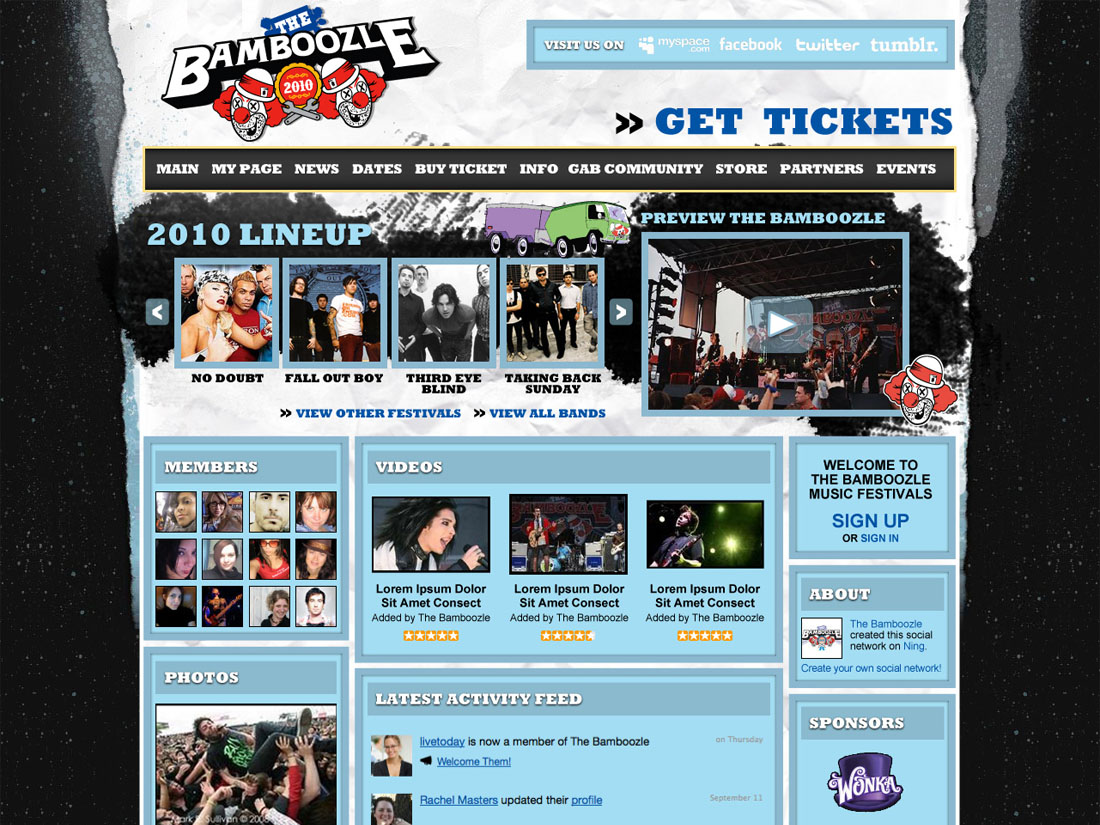 THE
BAMBOOZLE
2010
VISIT US ON myspace.com facebook twitter tumblr.
» GET TICKETS
MAIN MY PAGE NEWS DATES BUY TICKET INFO GAB COMMUNITY STORE PARTNERS EVENTS
2010 LINEUP
PREVIEW THE BAMBOOZLE
<
>
NO DOUBT
FALL OUT BOY
THIRD EYE
BLIND
TAKING BACK
SUNDAY
» VIEW OTHER FESTIVALS » VIEW ALL BANDS
MEMBERS
VIDEOS
Lorem Ipsum Dolor
Sit Amet Consect
Added by The Bamboozle
Lorem Ipsum Dolor
Sit Amet Consect
Added by The Bamboozle
Lorem Ipsum Dolor
Sit Amet Consect
Added by The Bamboozle
WELCOME TO
THE BAMBOOZLE
MUSIC FESTIVALS
SIGN UP
OR SIGN IN
ABOUT
BAMBOOZLE
The Bamboozle
created this social
network on Ning.
Create your own social network!
PHOTOS
Mark R. Sullivan © 2008
LATEST ACTIVITY FEED
livetoday is now a member of The Bamboozle
on Thursday
Welcome Them!
Rachel Masters updated their profile
September 11
SPONSORS
WONKA